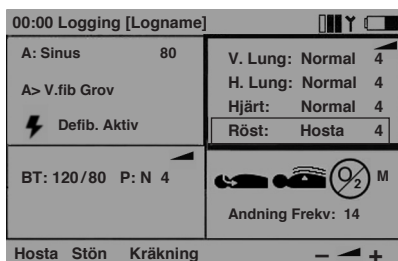 00:00 Logging [Logname]
A: Sinus 80
A> V.fib Grov
Defib. Aktiv
V. Lung: Normal 4
H. Lung: Normal 4
Hjärt: Normal 4
Röst: Hosta 4
BT: 120/80 P: N 4
O2 M
Andning Frekv: 14
Hosta Stön Kräkning – +